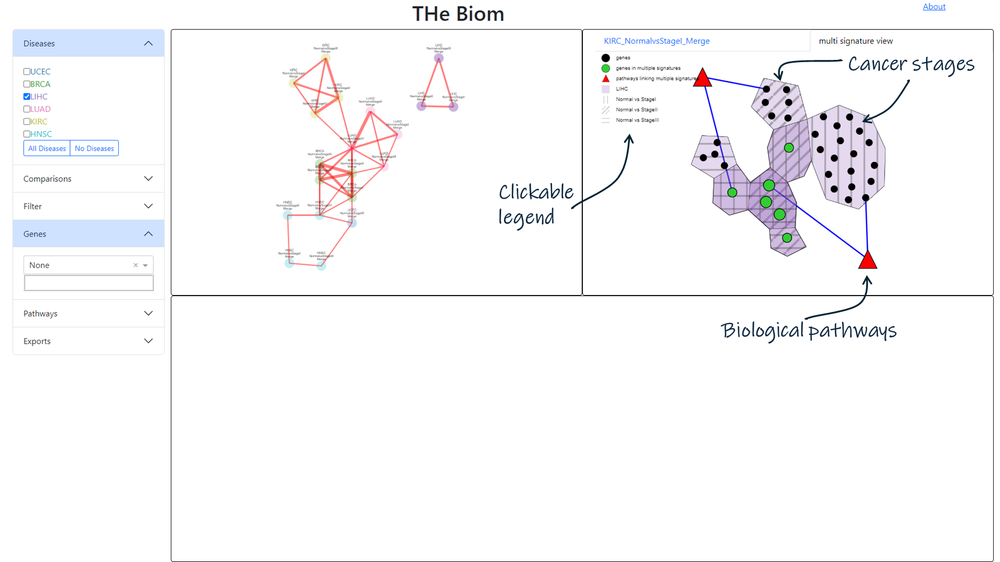 THe Biom
About
Diseases
UCEC
BRCA
LIHC
LUAD
KIRC
HNSC
All Diseases
No Diseases
Comparisons
Filter
Genes
None
Pathways
Exports
KIRC
NormalvsStageIII
Merge
KIRC
NormalvsStageI
Merge
KIRC
NormalvsStageII
Merge
KIRC
NormalvsStageIV
Merge
LIHC
NormalvsStageIII
Merge
LIHC
NormalvsStageII
Merge
LIHC
NormalvsStageI
Merge
LUAD
NormalvsStageII
Merge
LUAD
NormalvsStageI
Merge
LUAD
NormalvsStageIV
Merge
LUAD
NormalvsStageIII
Merge
BRCA
NormalvsStageIII
Merge
BRCA
Merge
BRCA
NormalvsStageII
Merge
BRCA
NormalvsStageI
Merge
HNSC
NormalvsStageII
Merge
HNSC
NormalvsStageIV
Merge
UCEC
NormalvsStageIII
Merge
HNSC
NormalvsStageI
Merge
HNSC
NormalvsStageIII
Merge
KIRC_NormalvsStageI_Merge
multi signature view
genes
genes in multiple signatures
pathways linking multiple signatures
LIHC
Normal vs StageI
Normal vs StageII
Normal vs StageIII
Cancer stages
Clickable
legend
Biological pathways